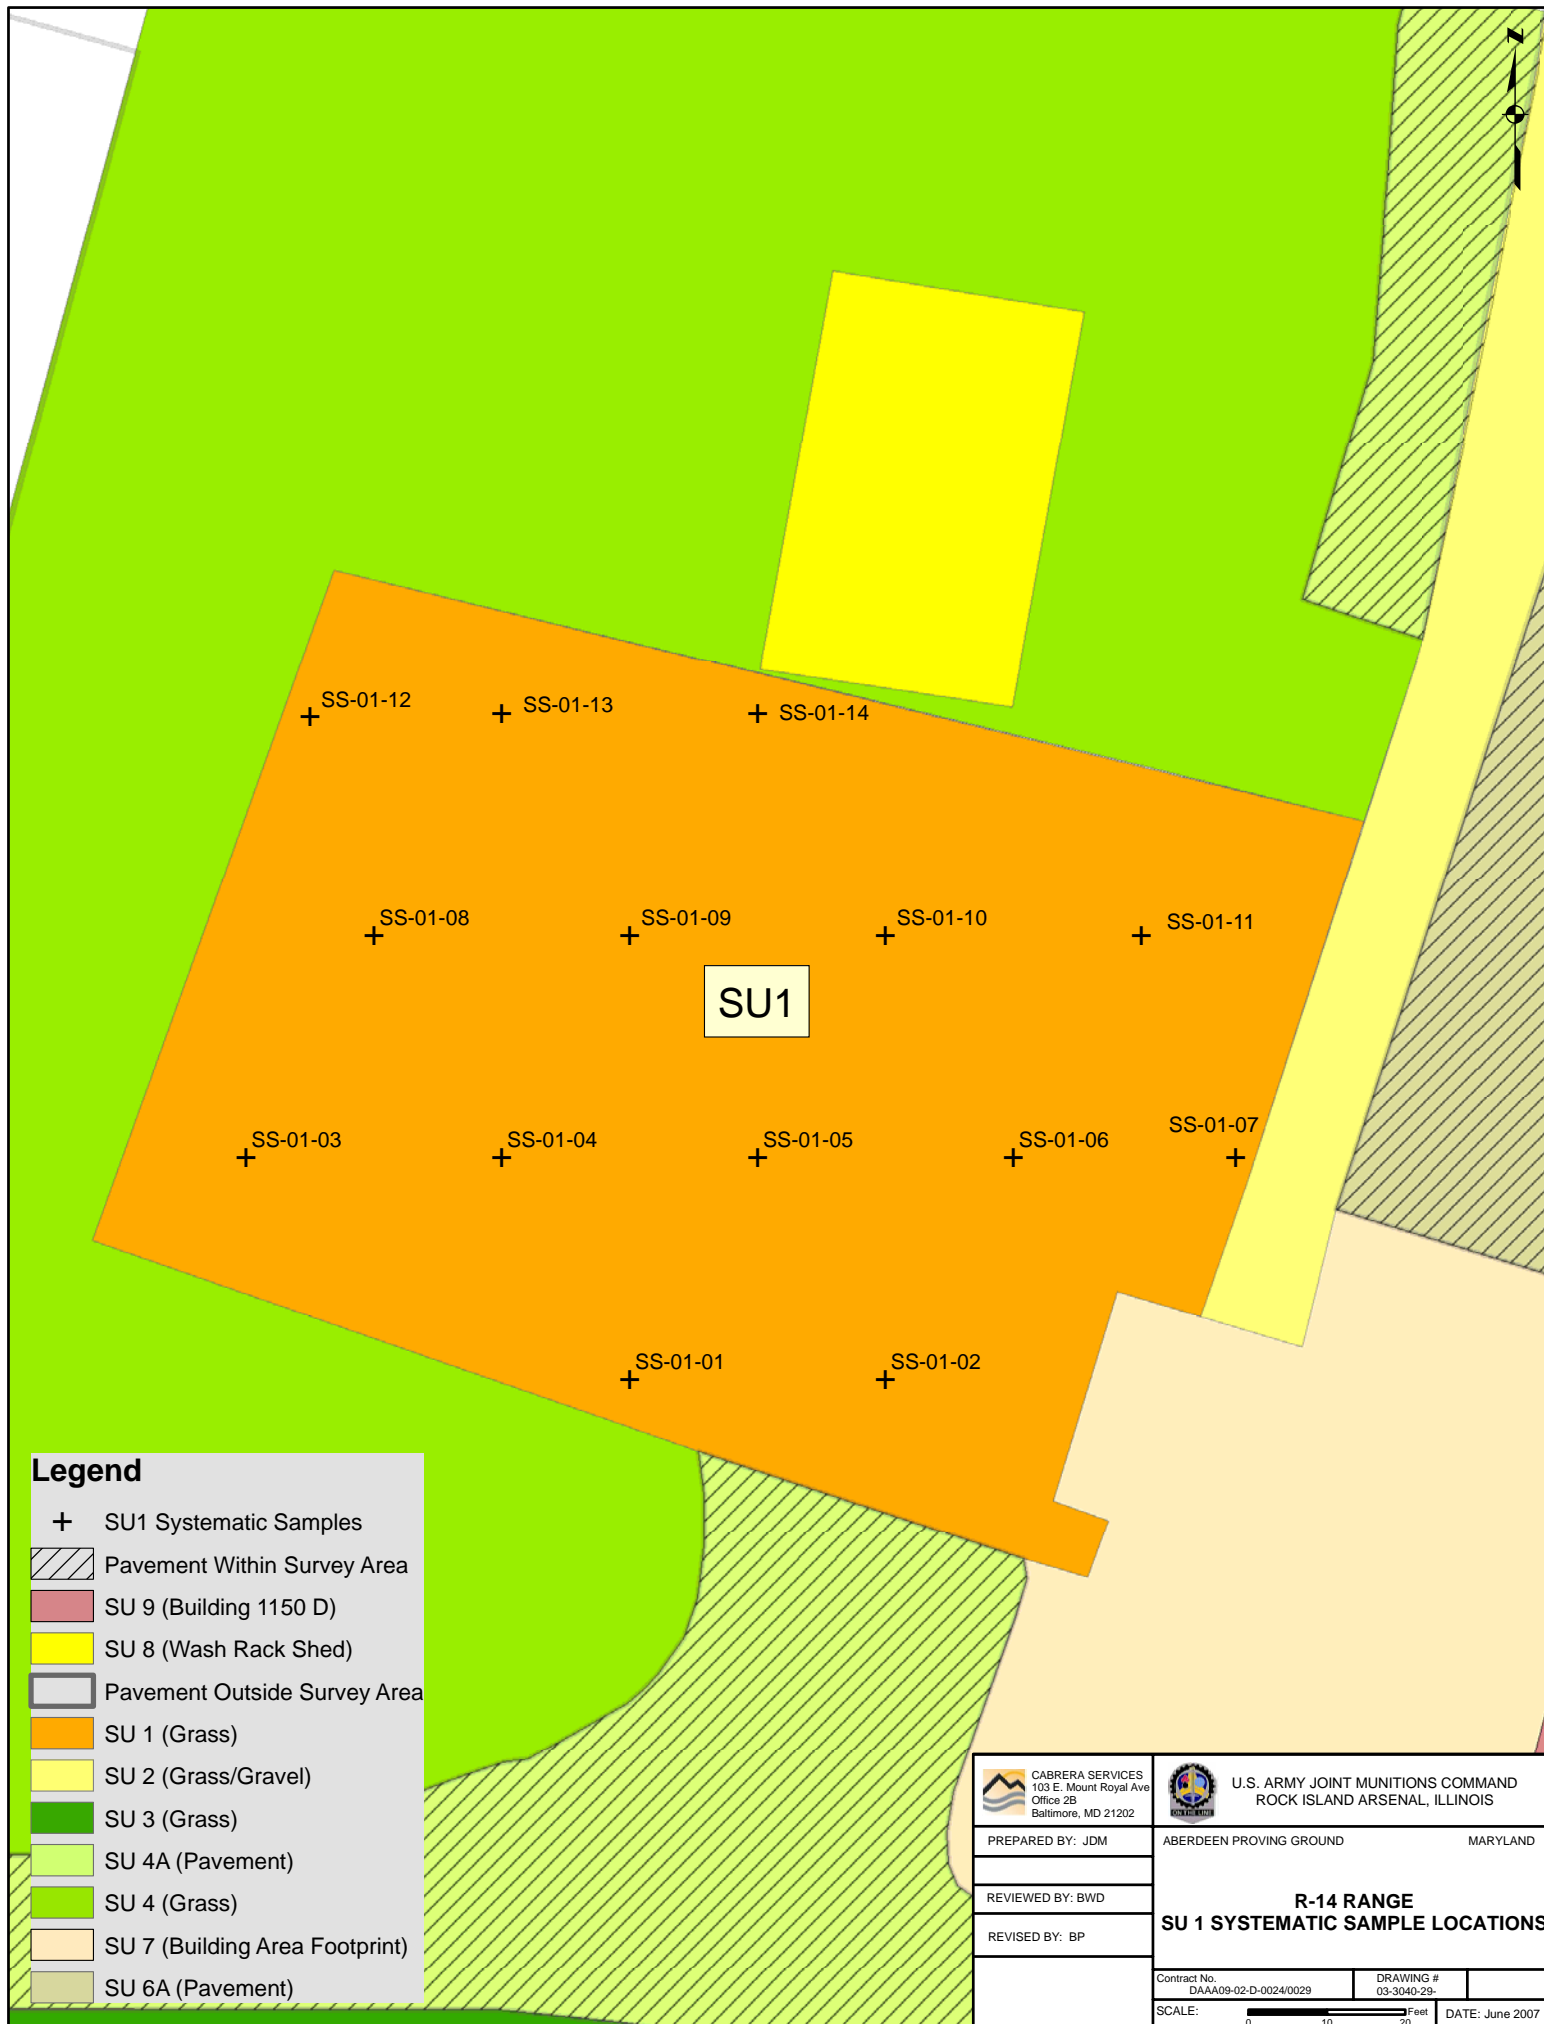 Z
SS-01-12
SS-01-13
SS-01-14
SS-01-08
SS-01-09
SS-01-10
SS-01-11
SU1
SS-01-03
SS-01-04
SS-01-05
SS-01-06
SS-01-07
SS-01-01
SS-01-02
Legend
SU1 Systematic Samples
Pavement Within Survey Area
SU 9 (Building 1150 D)
SU 8 (Wash Rack Shed)
Pavement Outside Survey Area
SU 1 (Grass)
SU 2 (Grass/Gravel)
SU 3 (Grass)
SU 4A (Pavement)
SU 4 (Grass)
SU 7 (Building Area Footprint)
SU 6A (Pavement)
CABRERA SERVICES
103 E. Mount Royal Ave
Office 2B
Baltimore, MD 21202
ON THE LINE
U.S. ARMY JOINT MUNITIONS COMMAND
ROCK ISLAND ARSENAL, ILLINOIS
PREPARED BY: JDM
REVIEWED BY: BWD
REVISED BY: BP
ABERDEEN PROVING GROUND MARYLAND
R-14 RANGE
SU 1 SYSTEMATIC SAMPLE LOCATIONS
Contract No.
DAAA09-02-D-0024/0029
DRAWING #
03-3040-29-
SCALE:
Feet
0 10 20
DATE: June 2007